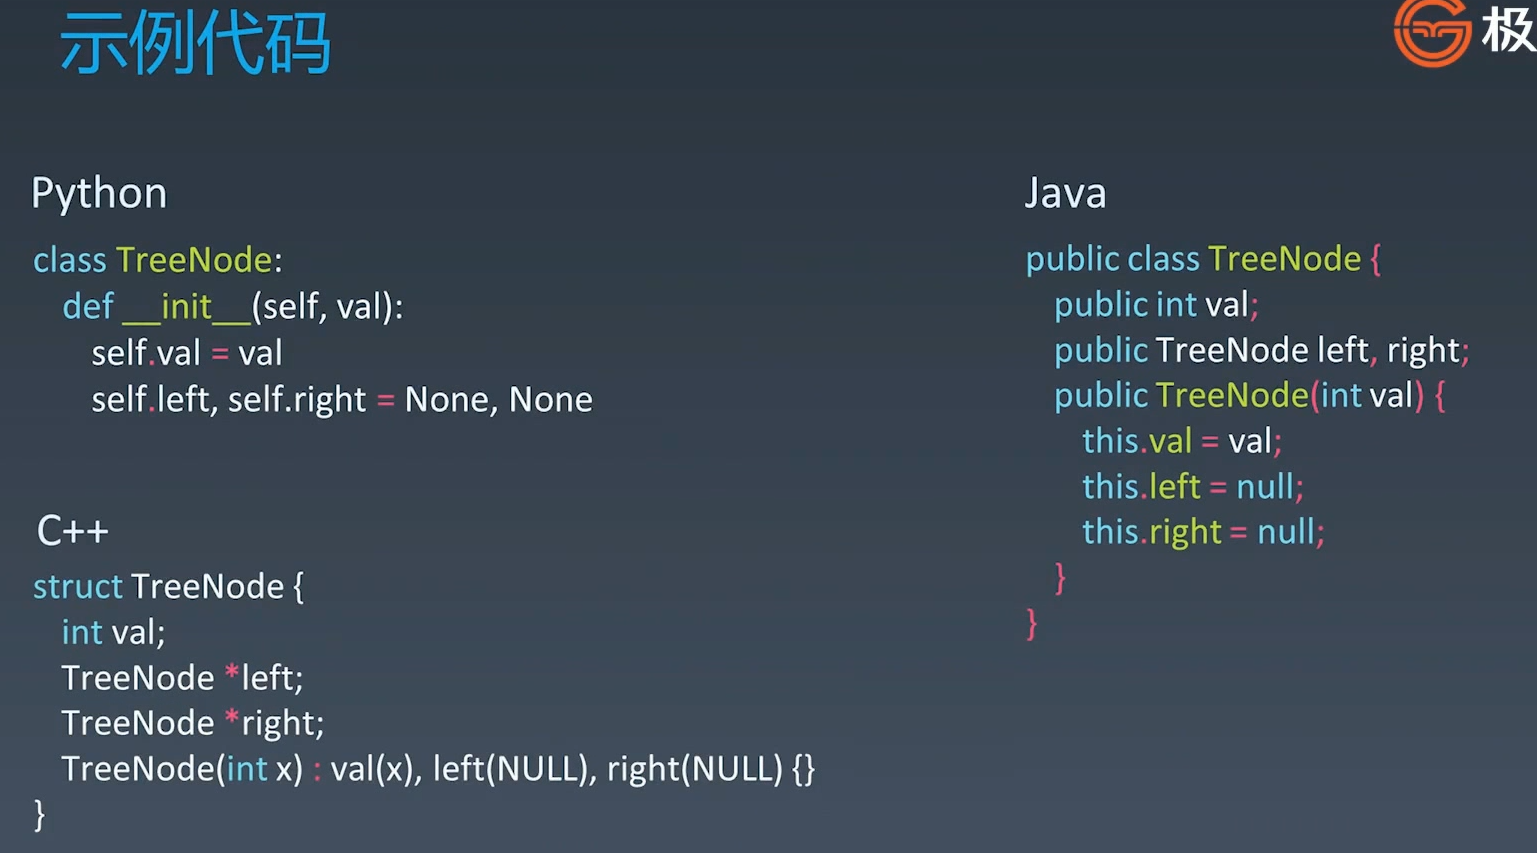 示例代码
极
Python
class TreeNode:
  def __init__(self, val):
    self.val = val
    self.left, self.right = None, None
C++
struct TreeNode {
  int val;
  TreeNode *left;
  TreeNode *right;
  TreeNode(int x) : val(x), left(NULL), right(NULL) {}
}
Java
public class TreeNode {
  public int val;
  public TreeNode left, right;
  public TreeNode(int val) {
    this.val = val;
    this.left = null;
    this.right = null;
  }
}